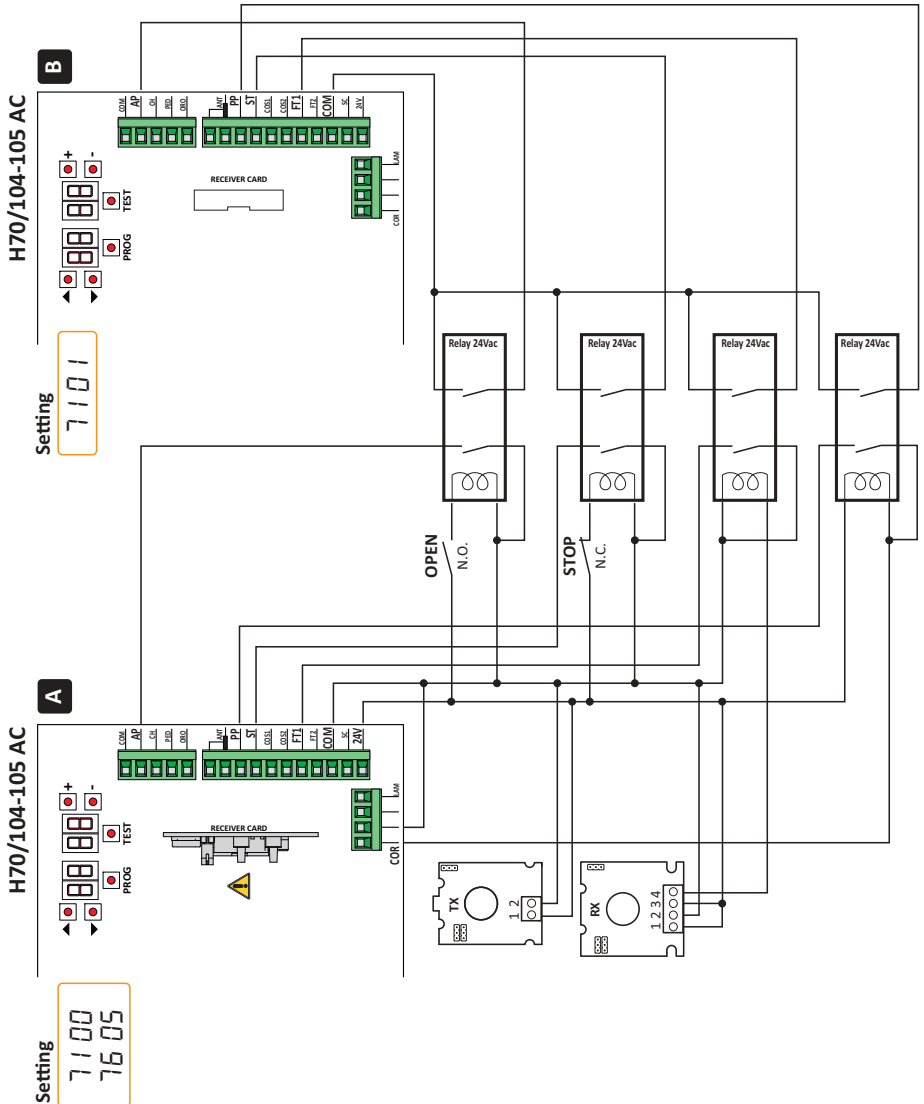 H70/104-105 AC
A
Setting
71 00
76 05
PROG
TEST
+
-
RECEIVER CARD
COM
AP
CH
PED
ORO
ANT
PP
ST
COS1
COS2
FT1
FT2
COM
SC
24V
COR
LAM
TX
1 2
RX
1 2 3 4
H70/104-105 AC
B
Setting
71 01
PROG
TEST
+
-
RECEIVER CARD
COM
AP
CH
PED
ORO
ANT
PP
ST
COS1
COS2
FT1
FT2
COM
SC
24V
COR
LAM
OPEN
N.O.
STOP
N.C.
Relay 24Vac
Relay 24Vac
Relay 24Vac
Relay 24Vac